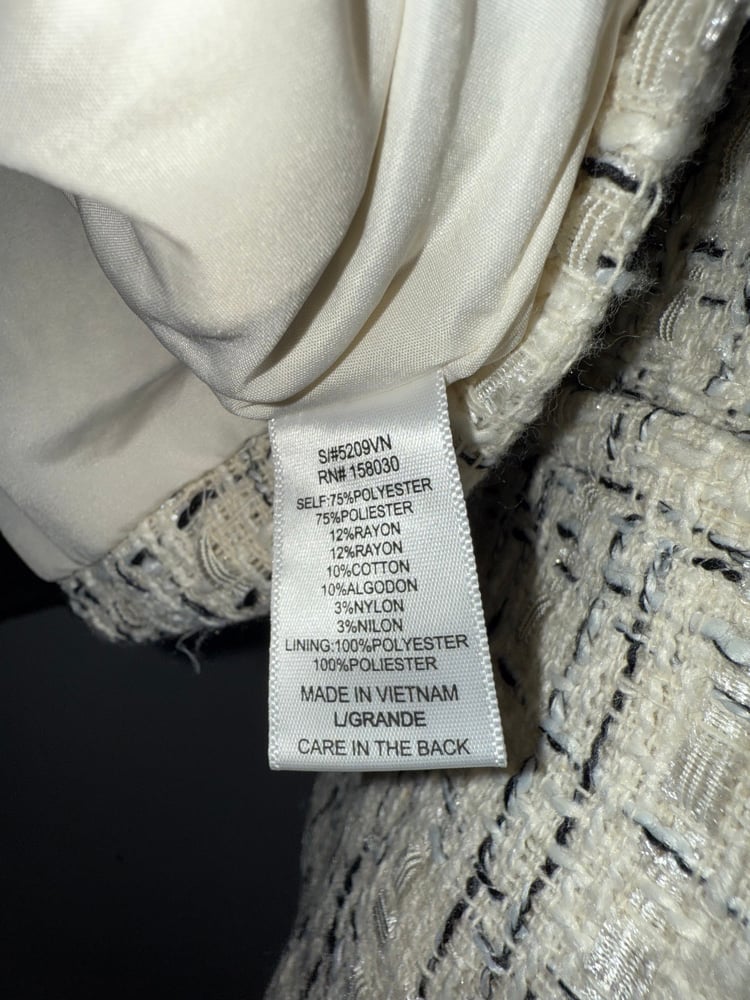 S/#5209VN
RN# 158030
SELF:75%POLYESTER
75%POLIESTER
12%RAYON
12%RAYON
10%COTTON
10%ALGODON
3%NYLON
3%NILON
LINING:100%POLYESTER
100%POLIESTER
MADE IN VIETNAM
L/GRANDE
CARE IN THE BACK